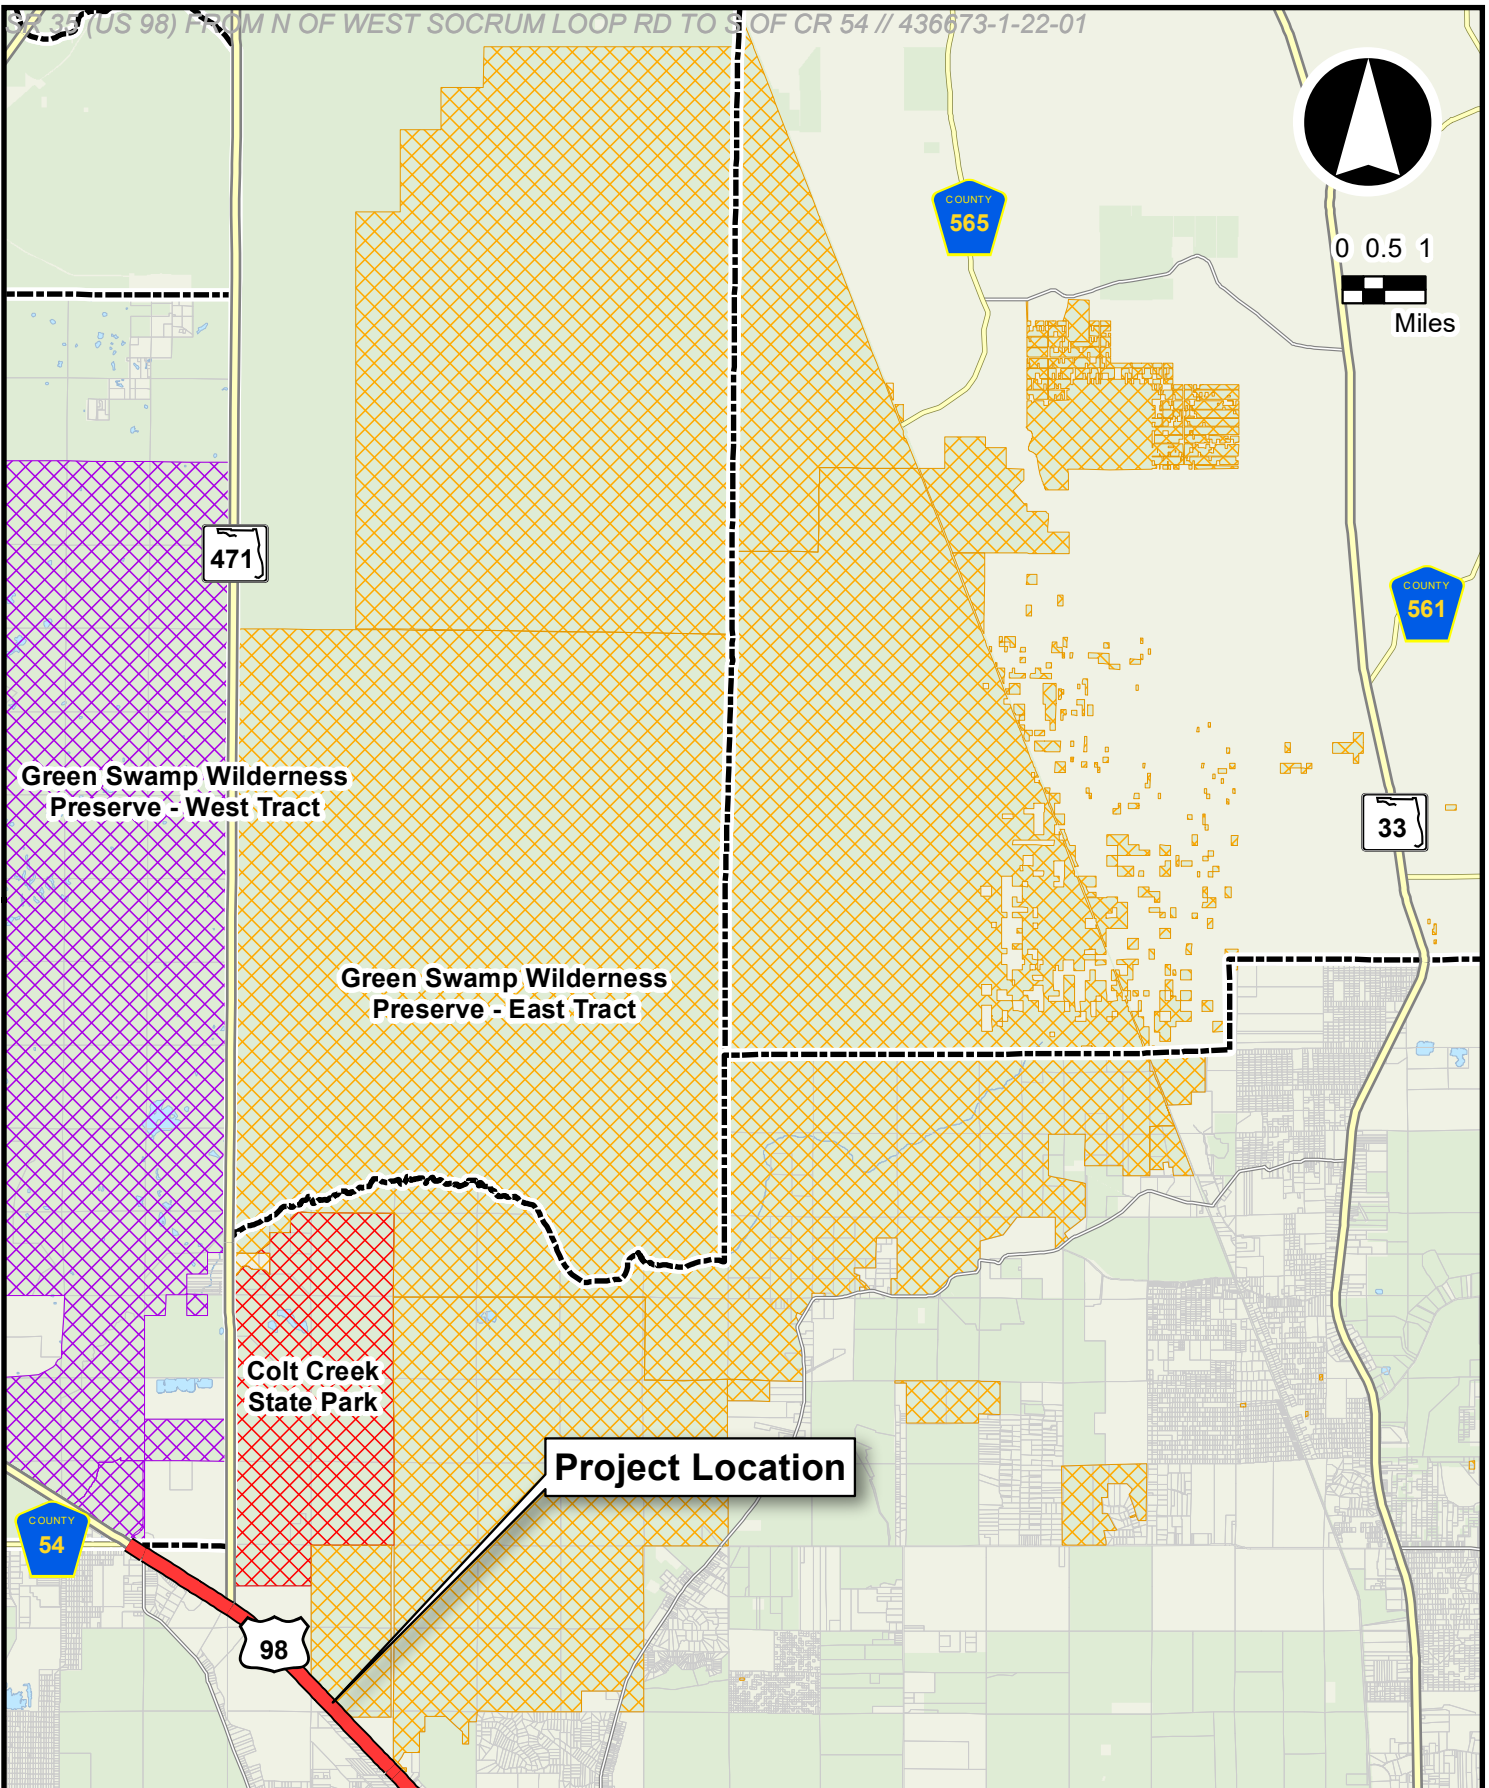 SR 35 (US 98) FROM N OF WEST SOCRUM LOOP RD TO S OF CR 54 // 436673-1-22-01
COUNTY
565
0 0.5 1
Miles
471
COUNTY
561
Green Swamp Wilderness
Preserve - West Tract
33
Green Swamp Wilderness
Preserve - East Tract
Colt Creek
State Park
Project Location
COUNTY
54
98